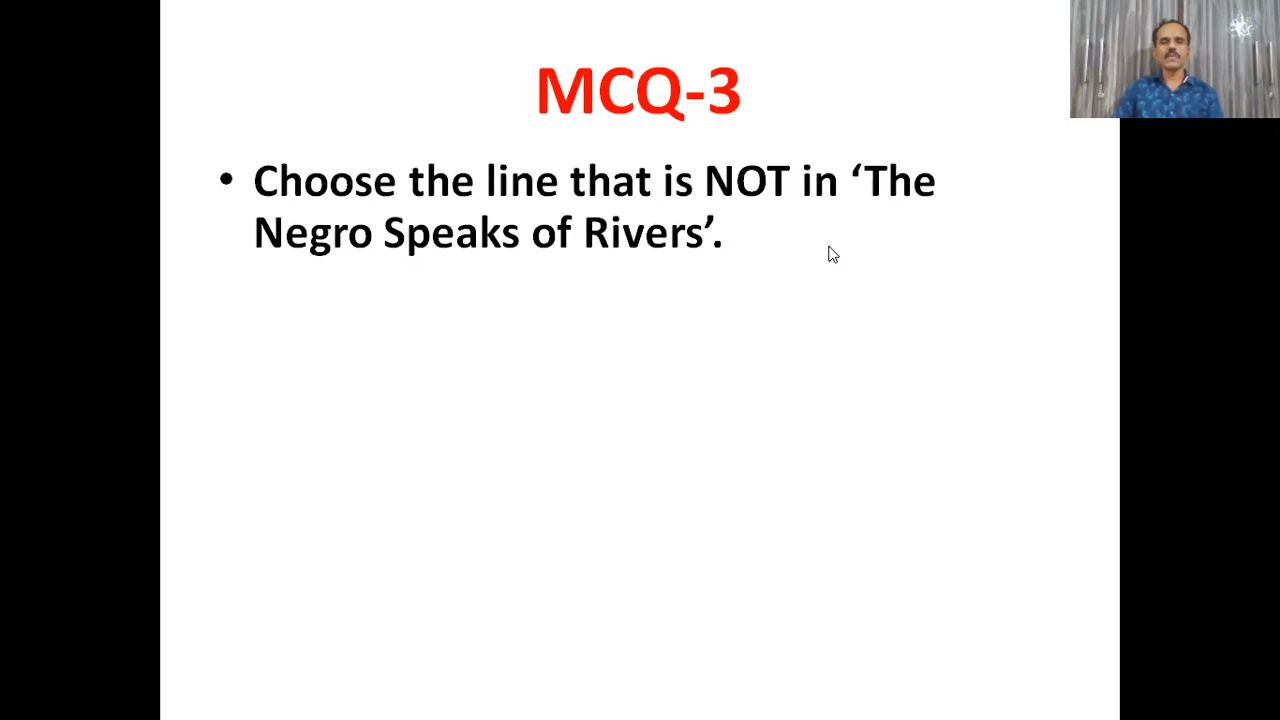 MCQ-3
• Choose the line that is NOT in ‘The
Negro Speaks of Rivers’.